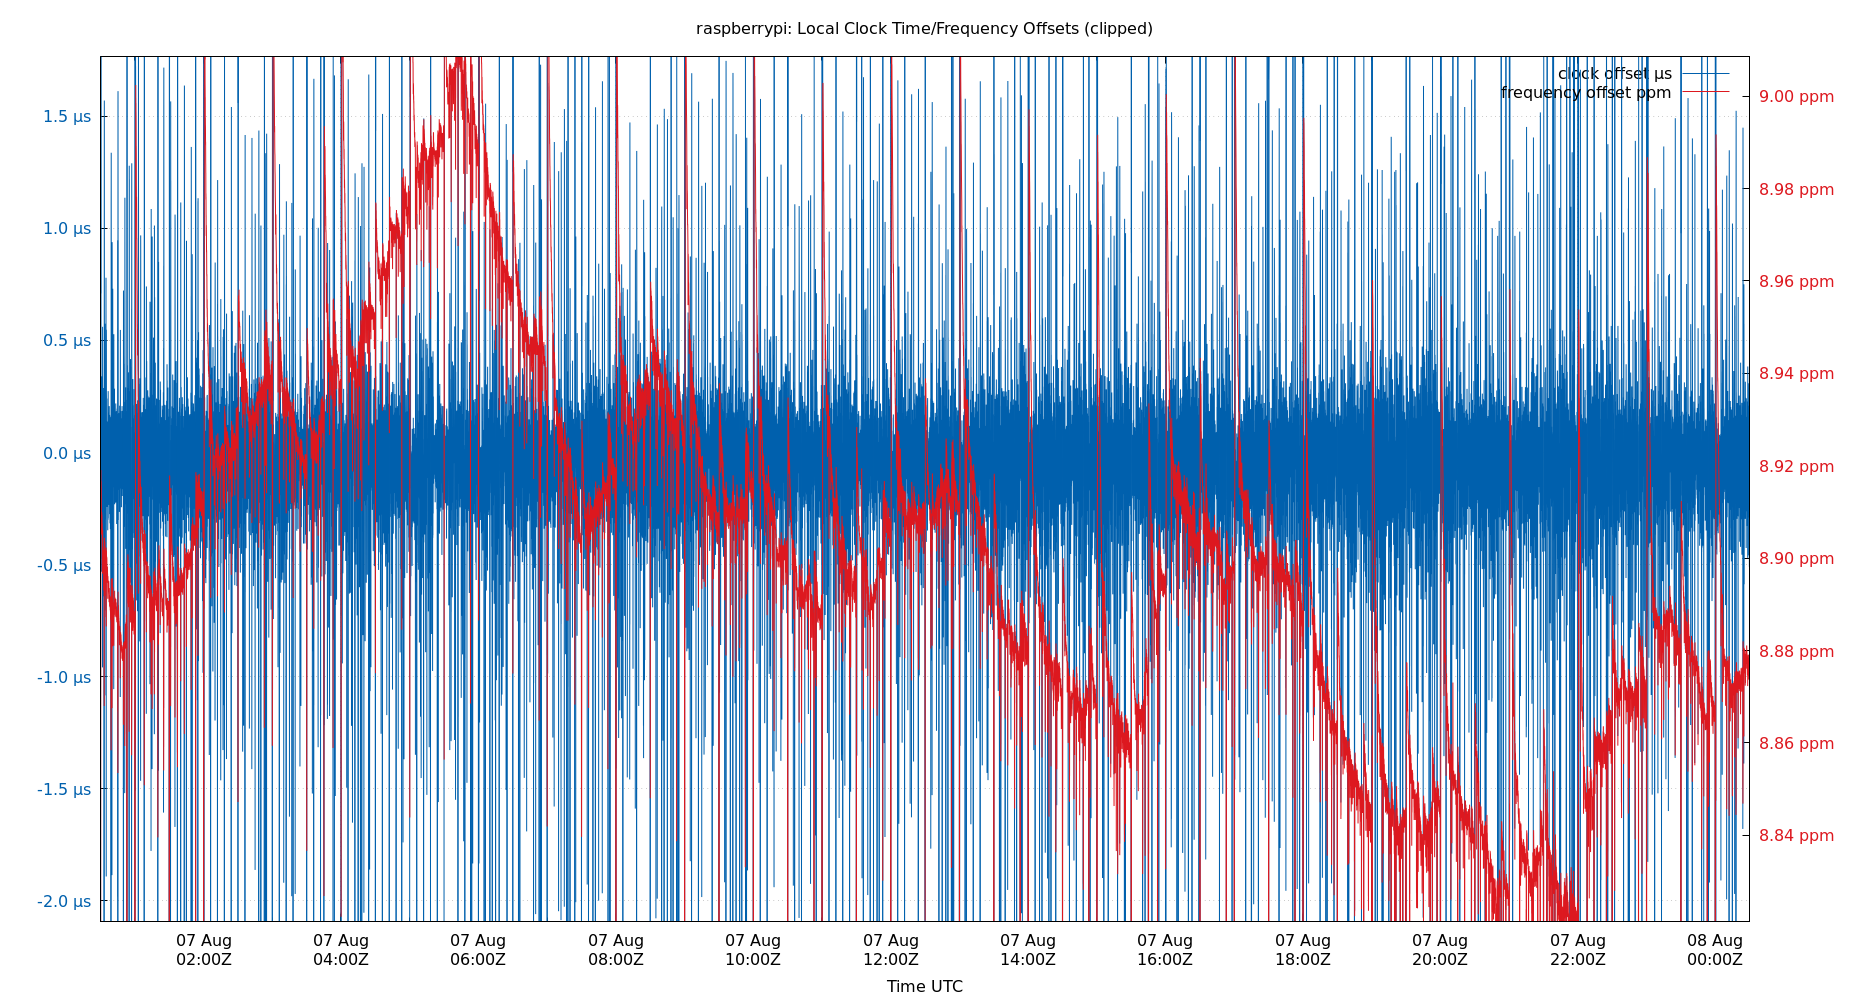 raspberrypi: Local Clock Time/Frequency Offsets (clipped)
clock offset µs
frequency offset ppm
1.5 µs
1.0 µs
0.5 µs
0.0 µs
-0.5 µs
-1.0 µs
-1.5 µs
-2.0 µs
9.00 ppm
8.98 ppm
8.96 ppm
8.94 ppm
8.92 ppm
8.90 ppm
8.88 ppm
8.86 ppm
8.84 ppm
07 Aug 07 Aug 07 Aug 07 Aug 07 Aug 07 Aug 07 Aug 07 Aug 07 Aug 07 Aug 07 Aug 08 Aug
02:00Z 04:00Z 06:00Z 08:00Z 10:00Z 12:00Z 14:00Z 16:00Z 18:00Z 20:00Z 22:00Z 00:00Z
Time UTC